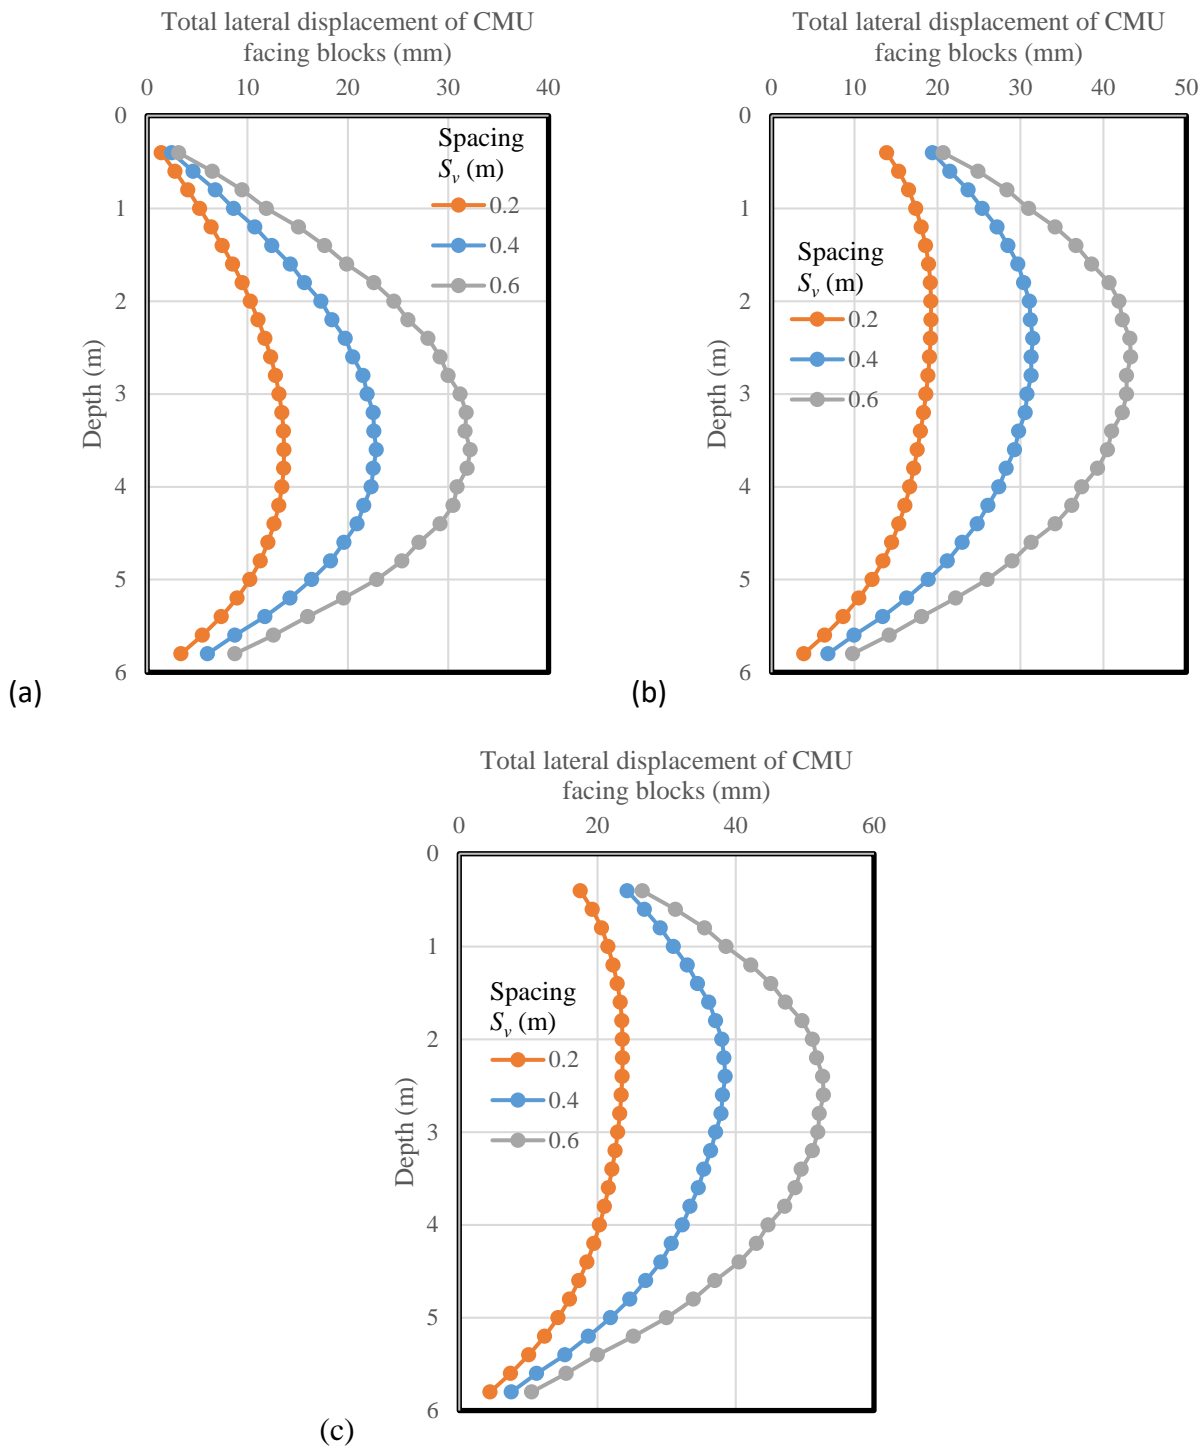 Total lateral displacement of CMU
facing blocks (mm)
0 10 20 30 40
0
1
2
3
4
5
6
Depth (m)
Spacing
Sv (m)
0.2
0.4
0.6
(a)
Total lateral displacement of CMU
facing blocks (mm)
0 10 20 30 40 50
0
1
2
3
4
5
6
Depth (m)
Spacing
Sv (m)
0.2
0.4
0.6
(b)
Total lateral displacement of CMU
facing blocks (mm)
0 20 40 60
0
1
2
3
4
5
6
Depth (m)
Spacing
Sv (m)
0.2
0.4
0.6
(c)